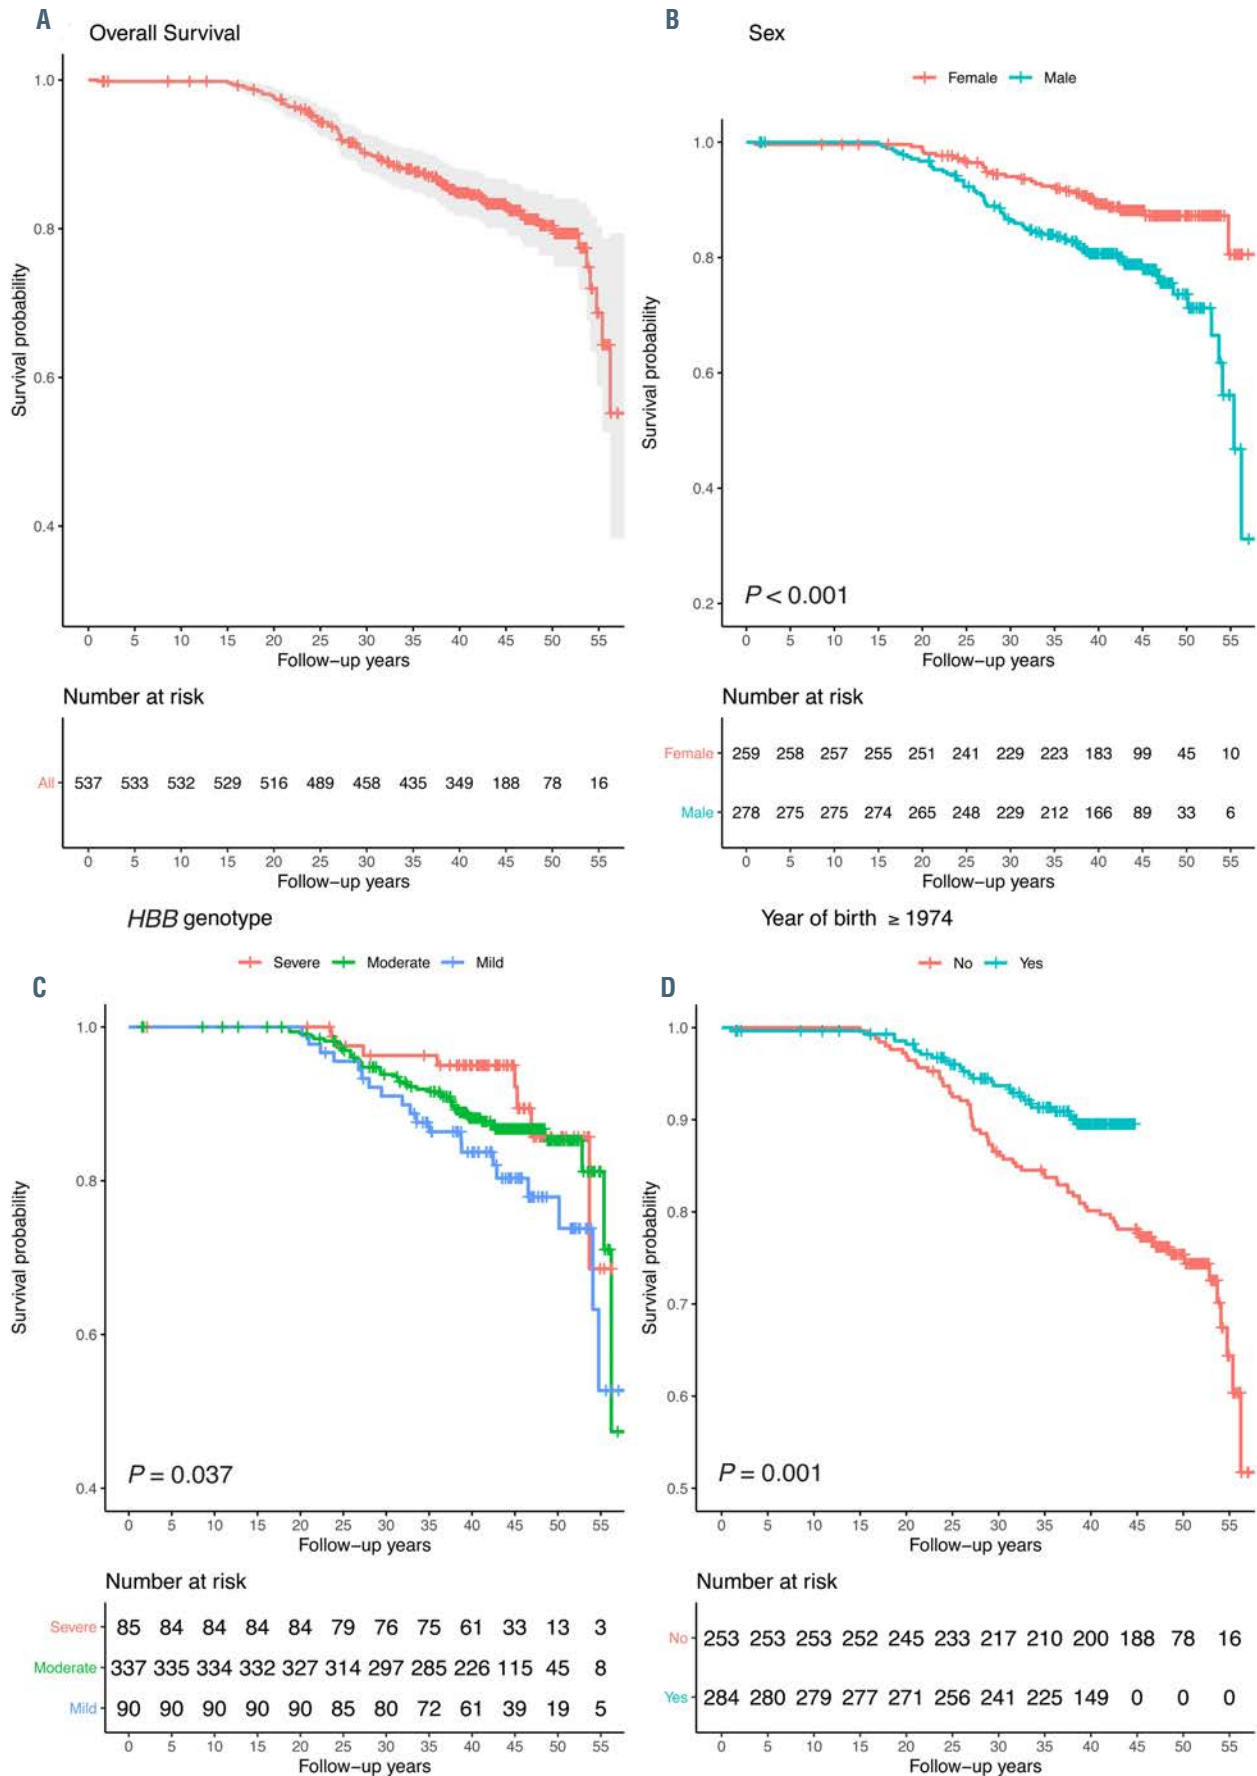 A
Overall Survival
1.0
0.8
0.6
0.4
Survival probability
0 5 10 15 20 25 30 35 40 45 50 55
Follow-up years
Number at risk
All 537 533 532 529 516 489 458 435 349 188 78 16
0 5 10 15 20 25 30 35 40 45 50 55
Follow-up years
B
Sex
Female Male
1.0
0.8
0.6
0.4
0.2
Survival probability
P < 0.001
0 5 10 15 20 25 30 35 40 45 50 55
Follow-up years
Number at risk
Female 259 258 257 255 251 241 229 223 183 99 45 10
Male 278 275 275 274 265 248 229 212 166 89 33 6
0 5 10 15 20 25 30 35 40 45 50 55
Follow-up years
HBB genotype
Severe Moderate Mild
C
1.0
0.8
0.6
0.4
Survival probability
P = 0.037
0 5 10 15 20 25 30 35 40 45 50 55
Follow-up years
Number at risk
Severe 85 84 84 84 84 79 76 75 61 33 13 3
Moderate 337 335 334 332 327 314 297 285 226 115 45 8
Mild 90 90 90 90 90 85 80 72 61 39 19 5
0 5 10 15 20 25 30 35 40 45 50 55
Follow-up years
Year of birth ≥ 1974
No Yes
D
1.0
0.9
0.8
0.7
0.6
0.5
Survival probability
P = 0.001
0 5 10 15 20 25 30 35 40 45 50 55
Follow-up years
Number at risk
No 253 253 253 252 245 233 217 210 200 188 78 16
Yes 284 280 279 277 271 256 241 225 149 0 0 0
0 5 10 15 20 25 30 35 40 45 50 55
Follow-up years